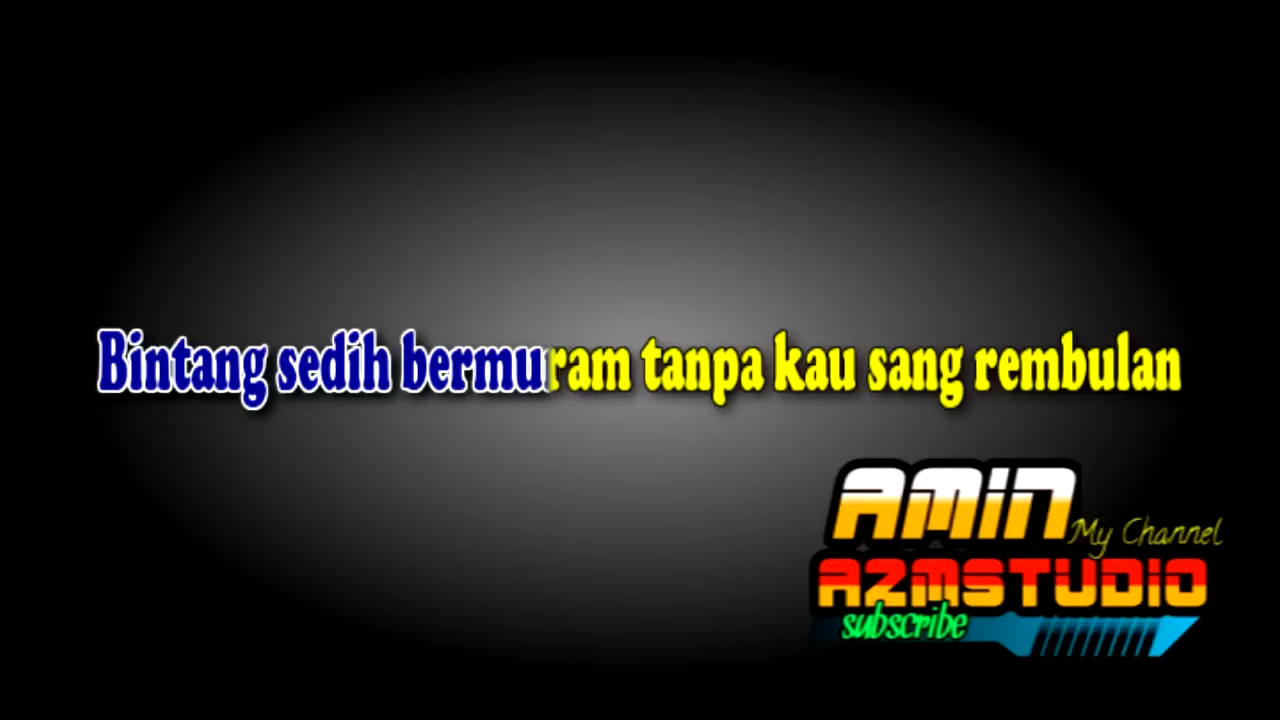 Bintang sedih bermuram tanpa kau sang rembulan
AMIN
My Channel
AZMSTUDIO
subscribe